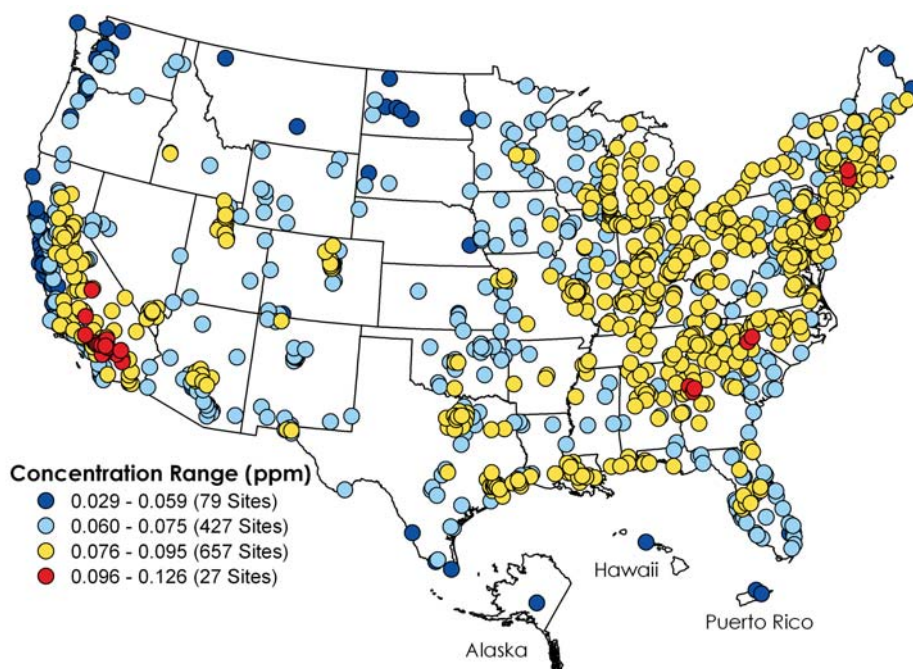 Concentration Range (ppm)
0.029 - 0.059 (79 Sites)
0.060 - 0.075 (427 Sites)
0.076 - 0.095 (657 Sites)
0.096 - 0.126 (27 Sites)
Hawaii
Puerto Rico
Alaska